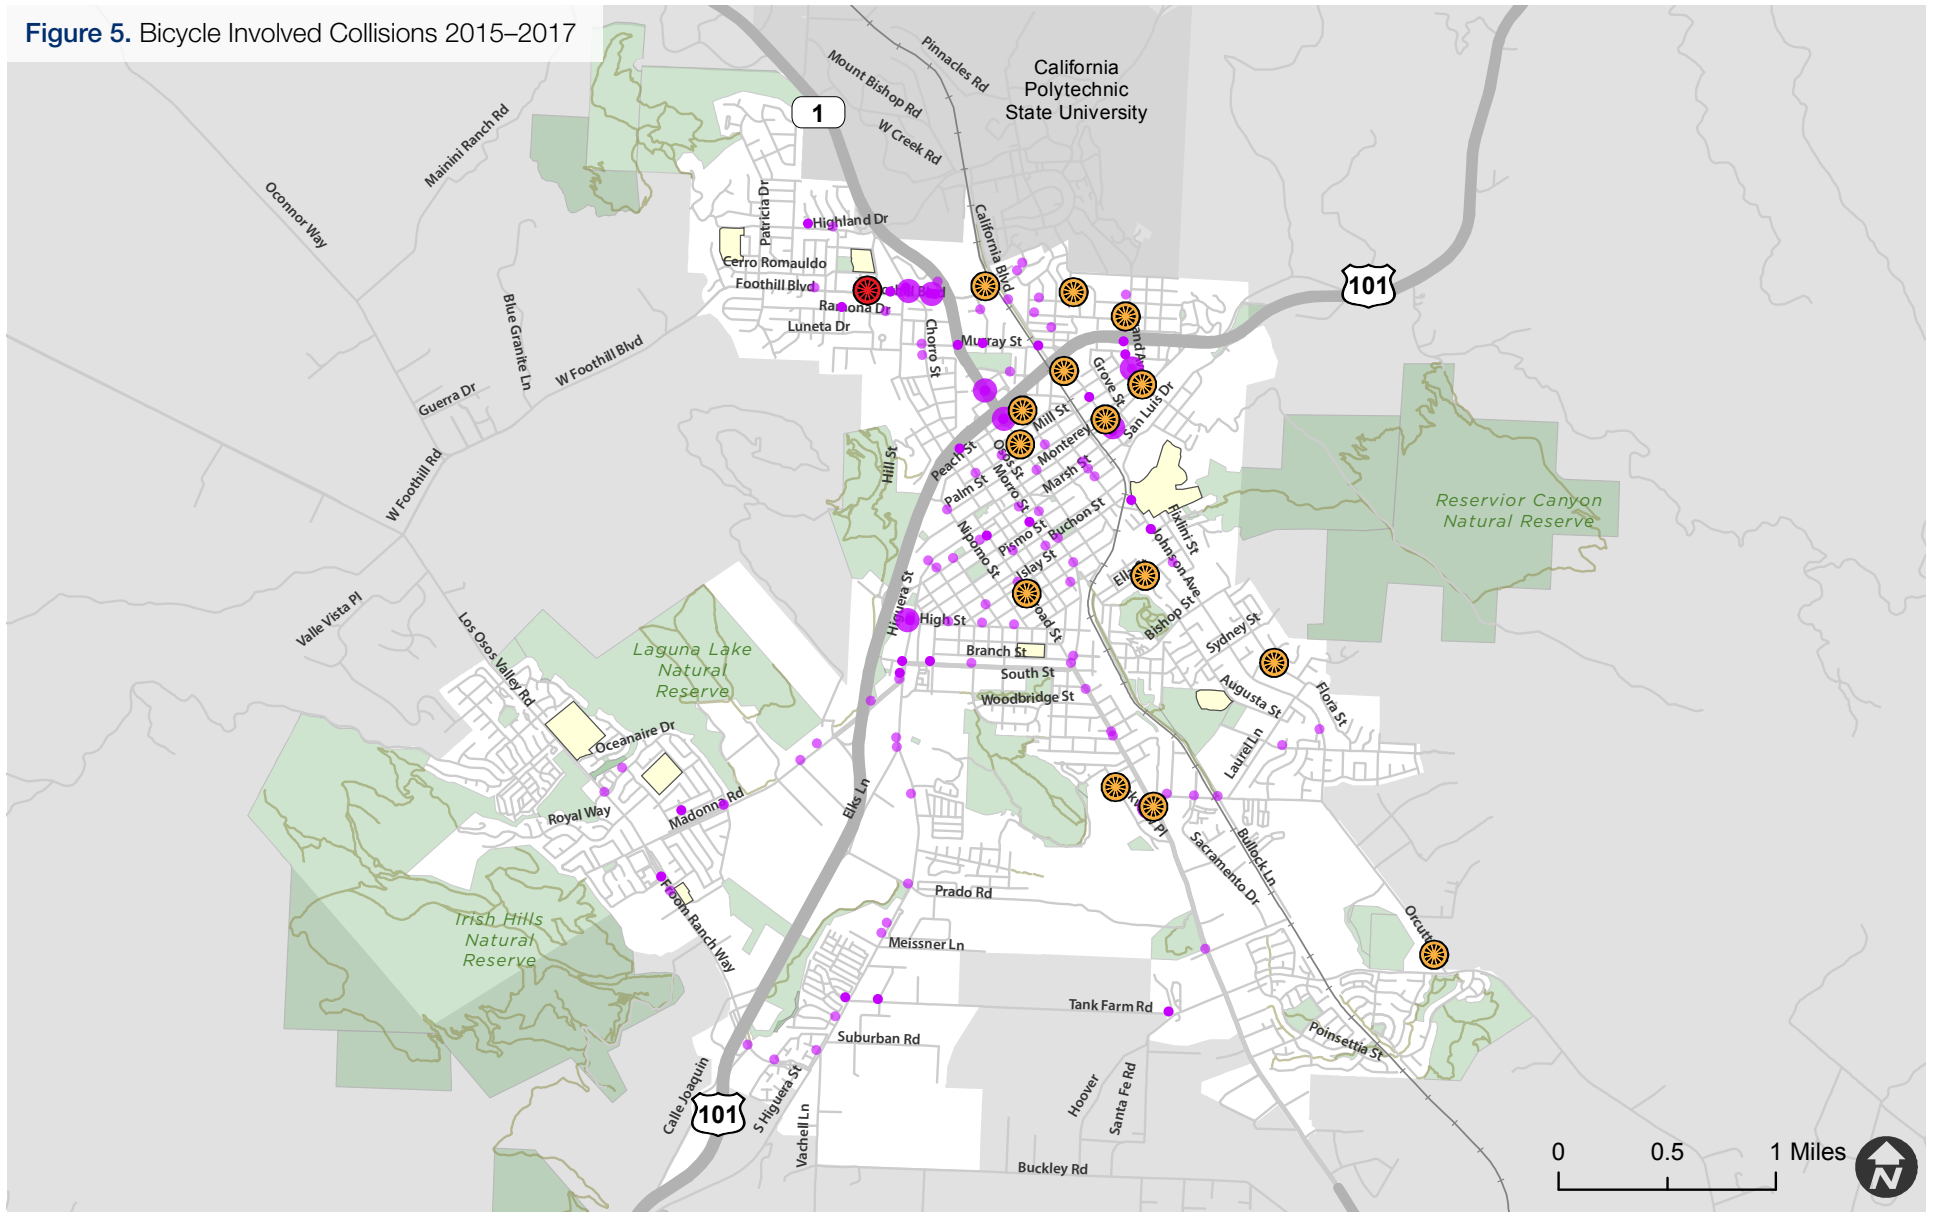 Figure 5. Bicycle Involved Collisions 2015–2017
Pinnacles Rd
Mount Bishop Rd
California
Polytechnic
State University
1
W Creek Rd
Mainini Ranch Rd
Oconnor Way
Patricia Dr
Highland Dr
California Blvd
Cerro Romauldo
Foothill Blvd
101
Ramona Dr
Luneta Dr
Blue Granite Ln
W Foothill Blvd
Chorro St
Murray St
Grove St
Guerra Dr
San Luis Dr
Mill St
Monterey
Hill St
Peach St
Osos St
Marsh St
W Foothill Rd
Palm St
Morro St
Reservior Canyon
Natural Reserve
Buchon St
Fixlini St
Pismo St
Nipomo St
Johnson Ave
Islay St
Higuera St
Valle Vista Pl
Los Osos Valley Rd
High St
Bishop St
Sydney St
Laguna Lake
Natural
Reserve
Branch St
South St
Woodbridge St
Augusta St
Flora St
Oceanaire Dr
Laurel Ln
Royal Way
Madonna Rd
Elks Ln
Sacramento Dr
Bullock Ln
Froom Ranch Way
Prado Rd
Irish Hills
Natural
Reserve
Meissner Ln
Tank Farm Rd
Suburban Rd
Poinsettia St
Calle Joaquin
101
S Higuera St
Vachell Ln
Hoover
Santa Fe Rd
Buckley Rd
0 0.5 1 Miles
N